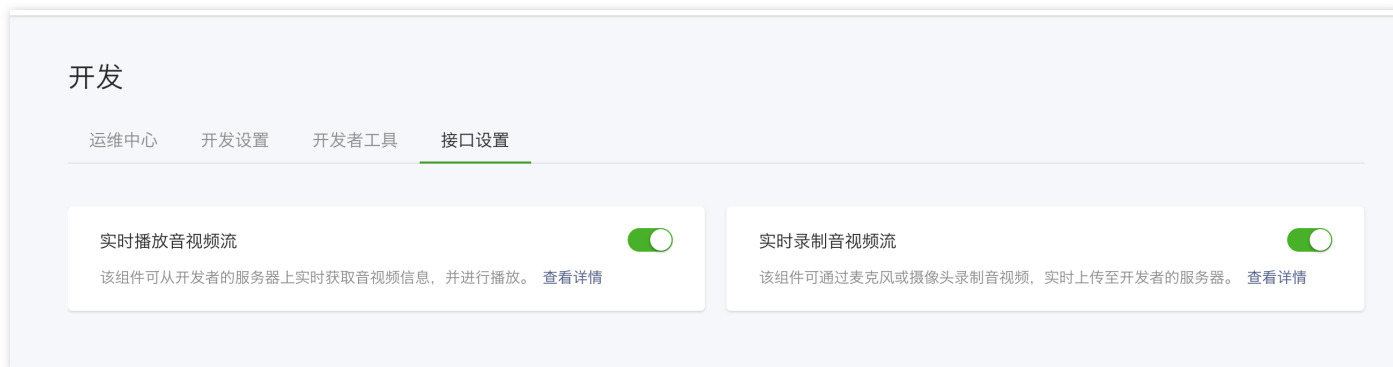 开发
运维中心 开发设置 开发者工具 接口设置
实时播放音视频流
该组件可从开发者的服务器上实时获取音视频信息，并进行播放。 查看详情
实时录制音视频流
该组件可通过麦克风或摄像头录制音视频，实时上传至开发者的服务器。 查看详情